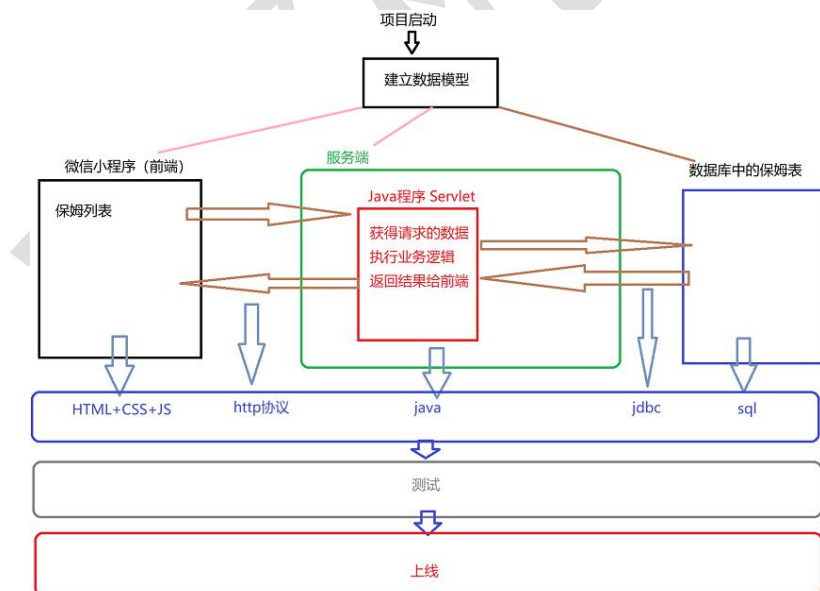 项目启动
建立数据模型
微信小程序（前端）
服务端
数据库中的保姆表
保姆列表
Java程序 Servlet
获得请求的数据
执行业务逻辑
返回结果给前端
HTML+CSS+JS
http协议
java
jdbc
sql
测试
上线